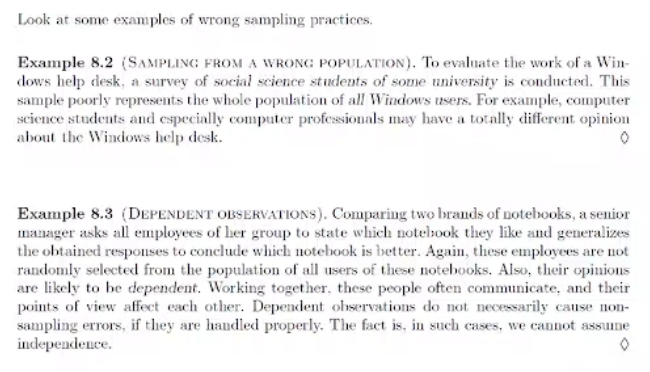 Look at some examples of wrong sampling practices.
Example 8.2 (SAMPLING FROM A WRONG POPULATION). To evaluate the work of a Win-
dows help desk, a survey of social science students of some university is conducted. This
sample poorly represents the whole population of all Windows users. For example, computer
science students and especially computer professionals may have a totally different opinion
about the Windows help desk. ◊
Example 8.3 (DEPENDENT OBSERVATIONS). Comparing two brands of notebooks, a senior
manager asks all employees of her group to state which notebook they like and generalizes
the obtained responses to conclude which notebook is better. Again, these employees are not
randomly selected from the population of all users of these notebooks. Also, their opinions
are likely to be dependent. Working together, these people often communicate, and their
points of view affect each other. Dependent observations do not necessarily cause non-
sampling errors, if they are handled properly. The fact is, in such cases, we cannot assume
independence. ◊